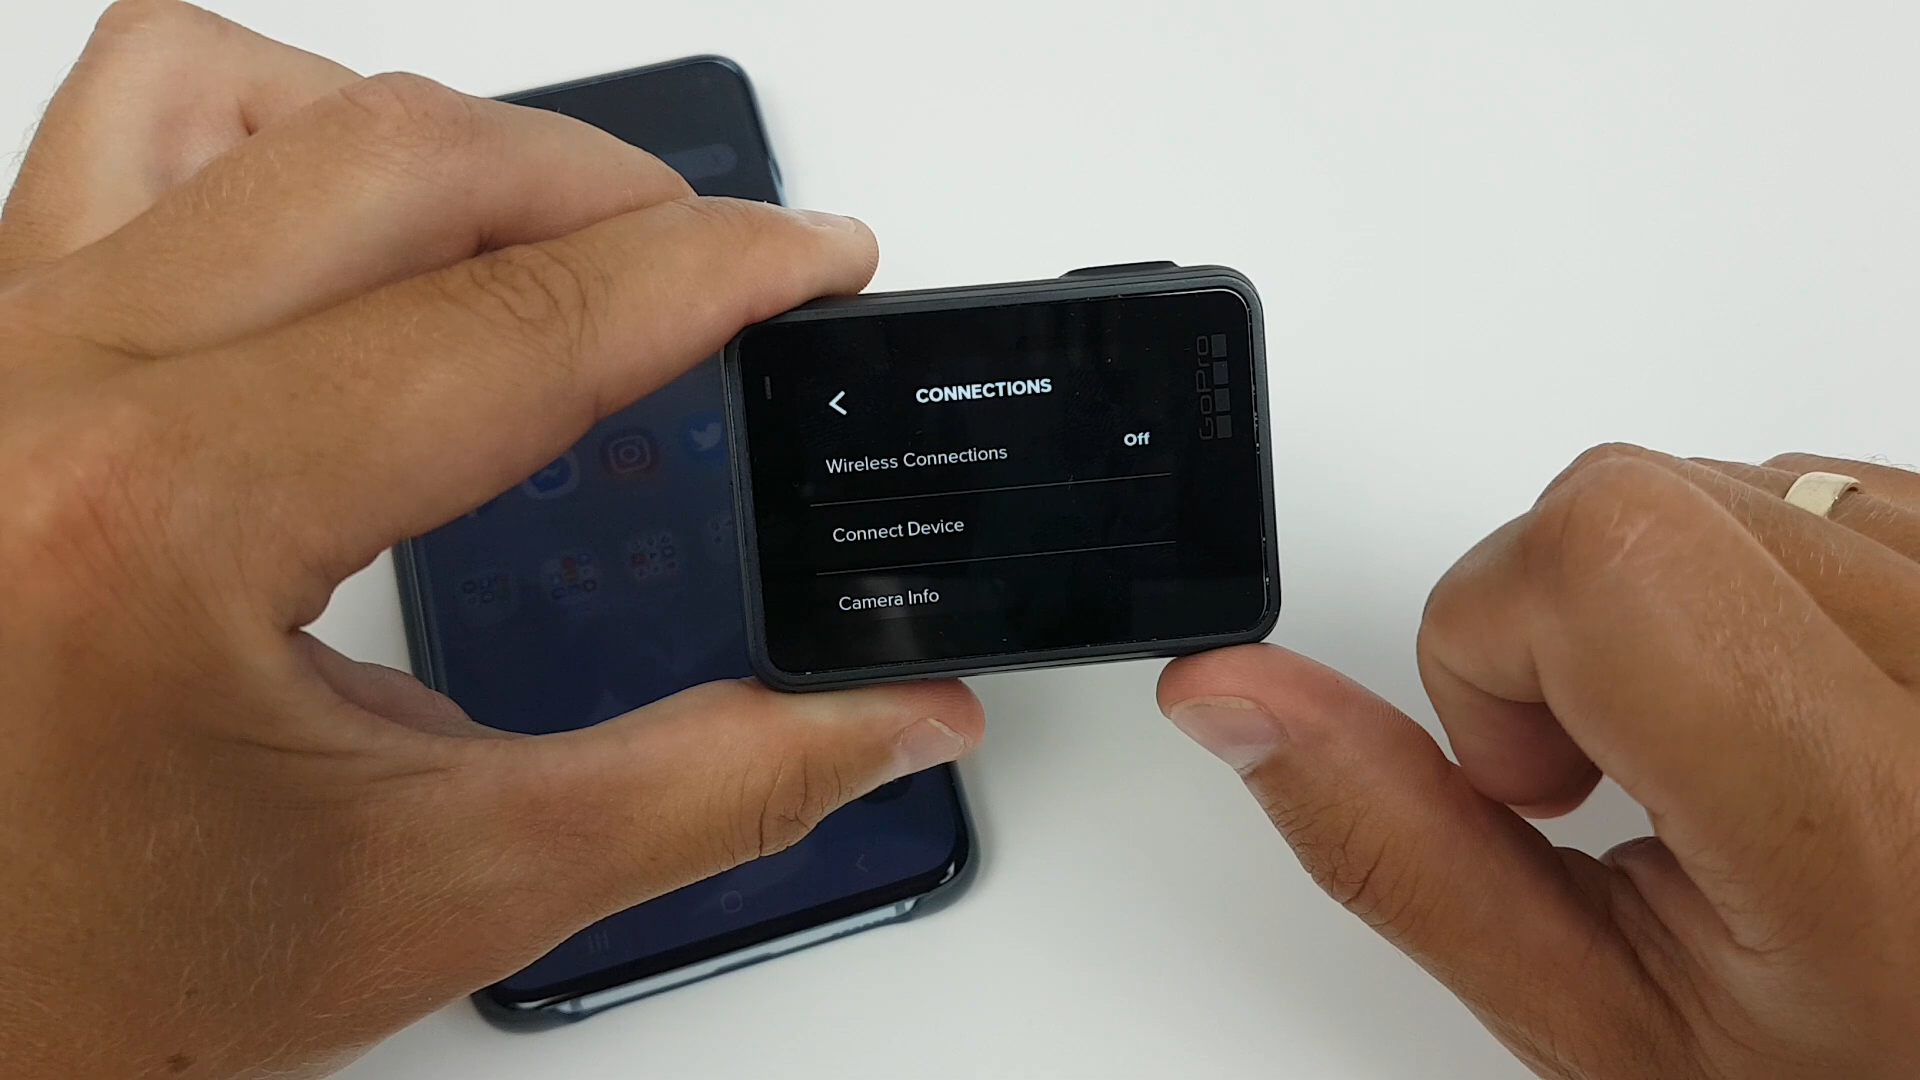 CONNECTIONS
Wireless Connections Off
Connect Device
Camera Info
GoPro